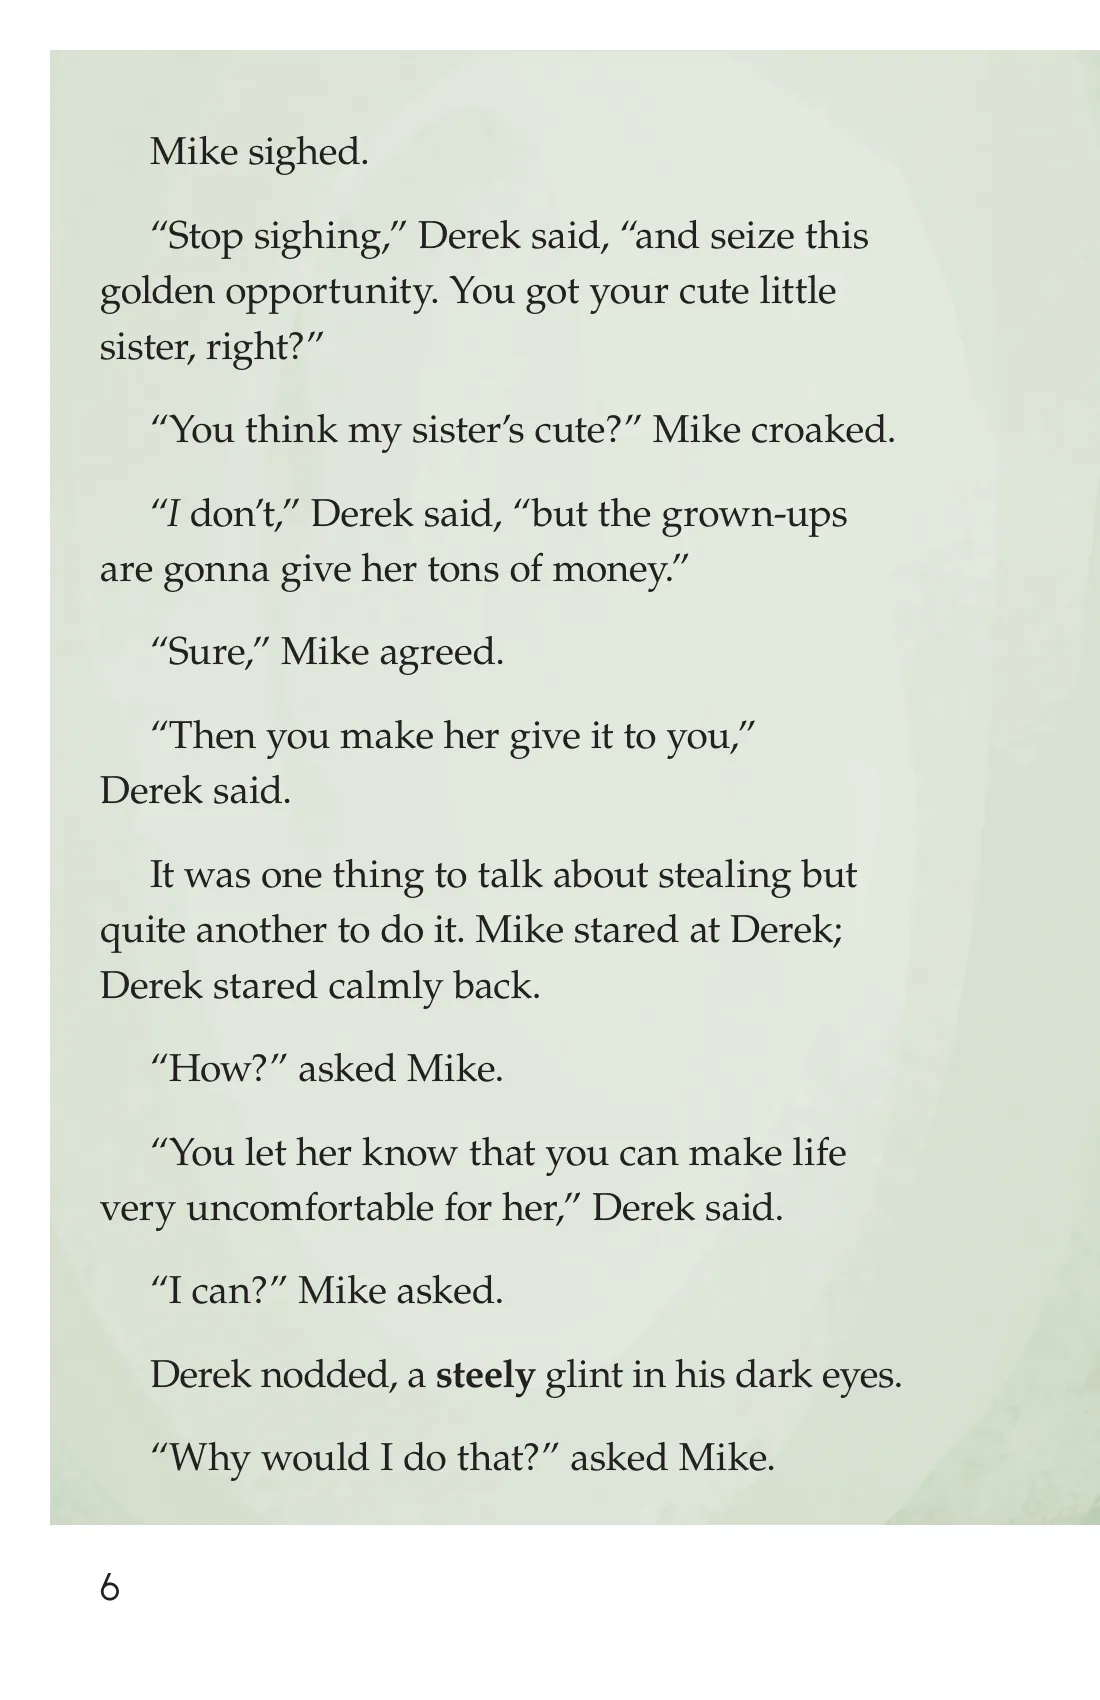 Mike sighed.
“Stop sighing,” Derek said, “and seize this
golden opportunity. You got your cute little
sister, right?”
“You think my sister’s cute?” Mike croaked.
“I don’t,” Derek said, “but the grown-ups
are gonna give her tons of money.”
“Sure,” Mike agreed.
“Then you make her give it to you,”
Derek said.
It was one thing to talk about stealing but
quite another to do it. Mike stared at Derek;
Derek stared calmly back.
“How?” asked Mike.
“You let her know that you can make life
very uncomfortable for her,” Derek said.
“I can?” Mike asked.
Derek nodded, a steely glint in his dark eyes.
“Why would I do that?” asked Mike.
6